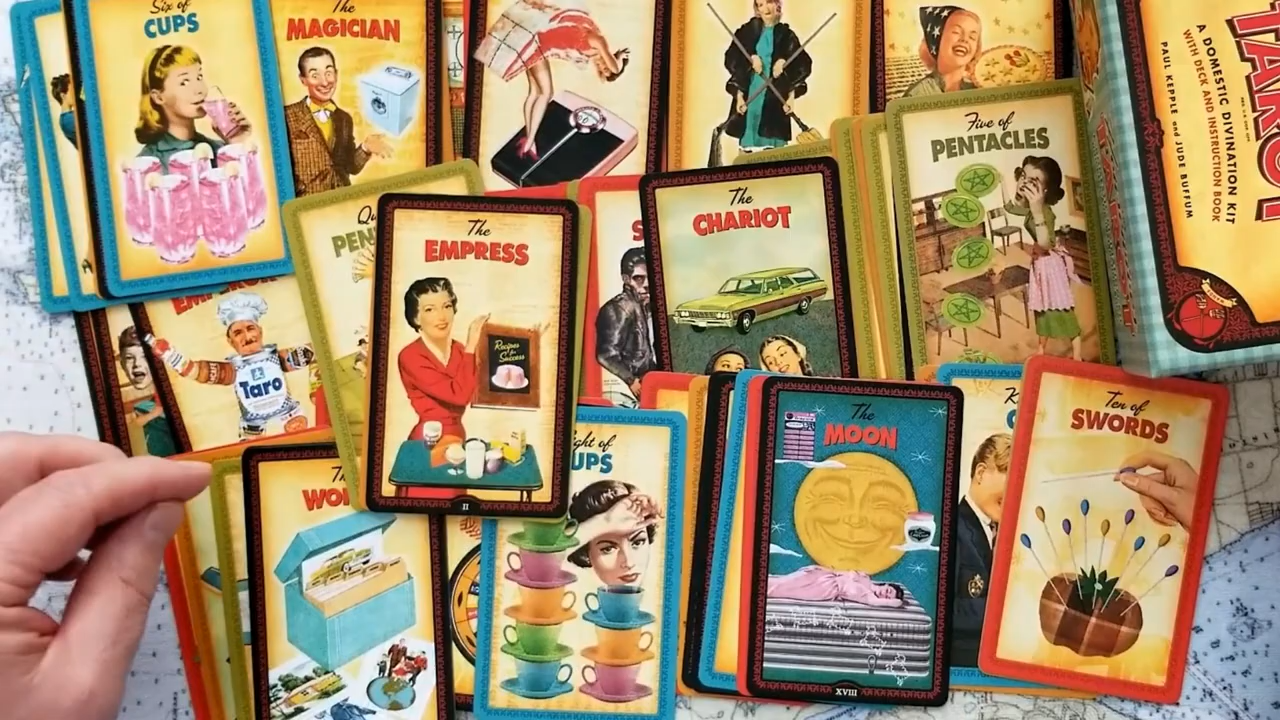 Six of
CUPS
The
MAGICIAN
The
EMPRESS
Recipes
for
Success
II
The
CHARIOT
Five of
PENTACLES
TAROT
A DOMESTIC DIVINATION KIT
WITH DECK AND INSTRUCTION BOOK
PAUL KEPPLE and JUDE BUFFUM
Taro
The
MOON
XVIII
Ten of
SWORDS